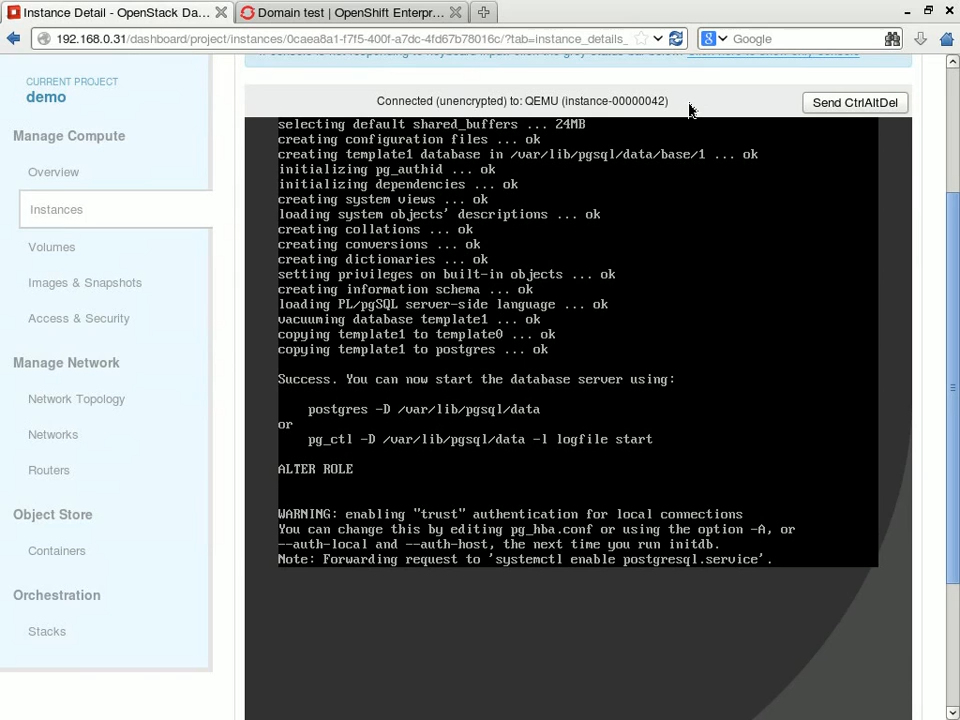 Instance Detail - OpenStack Da...
Domain test | OpenShift Enterpr...
192.168.0.31/dashboard/project/instances/0caea8a1-f7f5-400f-a7dc-4fd67b78016c/?tab=instance_details_
Google
CURRENT PROJECT
demo
Manage Compute
Overview
Instances
Volumes
Images & Snapshots
Access & Security
Manage Network
Network Topology
Networks
Routers
Object Store
Containers
Orchestration
Stacks
Connected (unencrypted) to: QEMU (instance-00000042)
Send CtrlAltDel
selecting default shared_buffers ... 24MB
creating configuration files ... ok
creating template1 database in /var/lib/pgsql/data/base/1 ... ok
initializing pg_authid ... ok
initializing dependencies ... ok
creating system views ... ok
loading system objects' descriptions ... ok
creating collations ... ok
creating conversions ... ok
creating dictionaries ... ok
setting privileges on built-in objects ... ok
creating information schema ... ok
loading PL/pgSQL server-side language ... ok
vacuuming database template1 ... ok
copying template1 to template0 ... ok
copying template1 to postgres ... ok
Success. You can now start the database server using:
postgres -D /var/lib/pgsql/data
or
pg_ctl -D /var/lib/pgsql/data -l logfile start
ALTER ROLE
WARNING: enabling "trust" authentication for local connections
You can change this by editing pg_hba.conf or using the option -A, or
--auth-local and --auth-host, the next time you run initdb.
Note: Forwarding request to 'systemctl enable postgresql.service'.